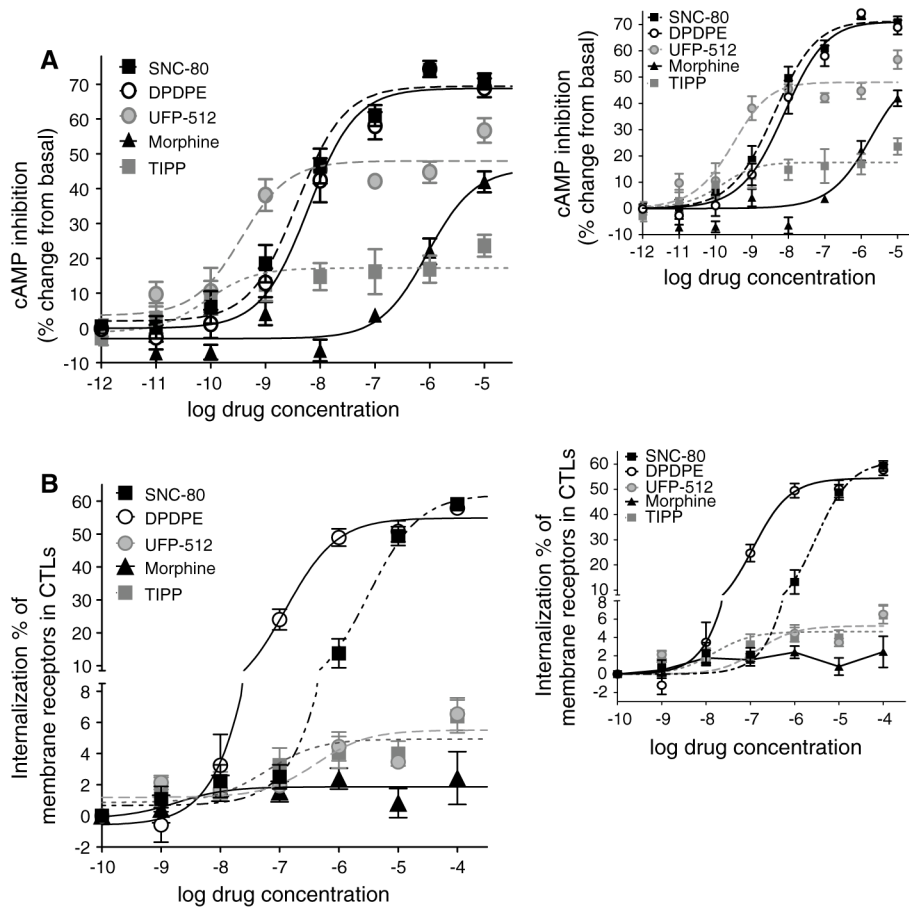 A
SNC-80
DPDPE
UFP-512
Morphine
TIPP
cAMP inhibition
(% change from basal)
70
60
50
40
30
20
10
0
-10
-12 -11 -10 -9 -8 -7 -6 -5
log drug concentration
SNC-80
DPDPE
UFP-512
Morphine
TIPP
cAMP inhibition
(% change from basal)
70
60
50
40
30
20
10
0
-10
-12 -11 -10 -9 -8 -7 -6 -5
log drug concentration
B
SNC-80
DPDPE
UFP-512
Morphine
TIPP
Internalization % of
membrane receptors in CTLs
60
50
40
30
20
10
8
6
4
2
0
-2
-10 -9 -8 -7 -6 -5 -4
log drug concentration
SNC-80
DPDPE
UFP-512
Morphine
TIPP
Internalization % of
membrane receptors in CTLs
60
50
40
30
20
10
8
6
4
2
0
-2
-10 -9 -8 -7 -6 -5 -4
log drug concentration